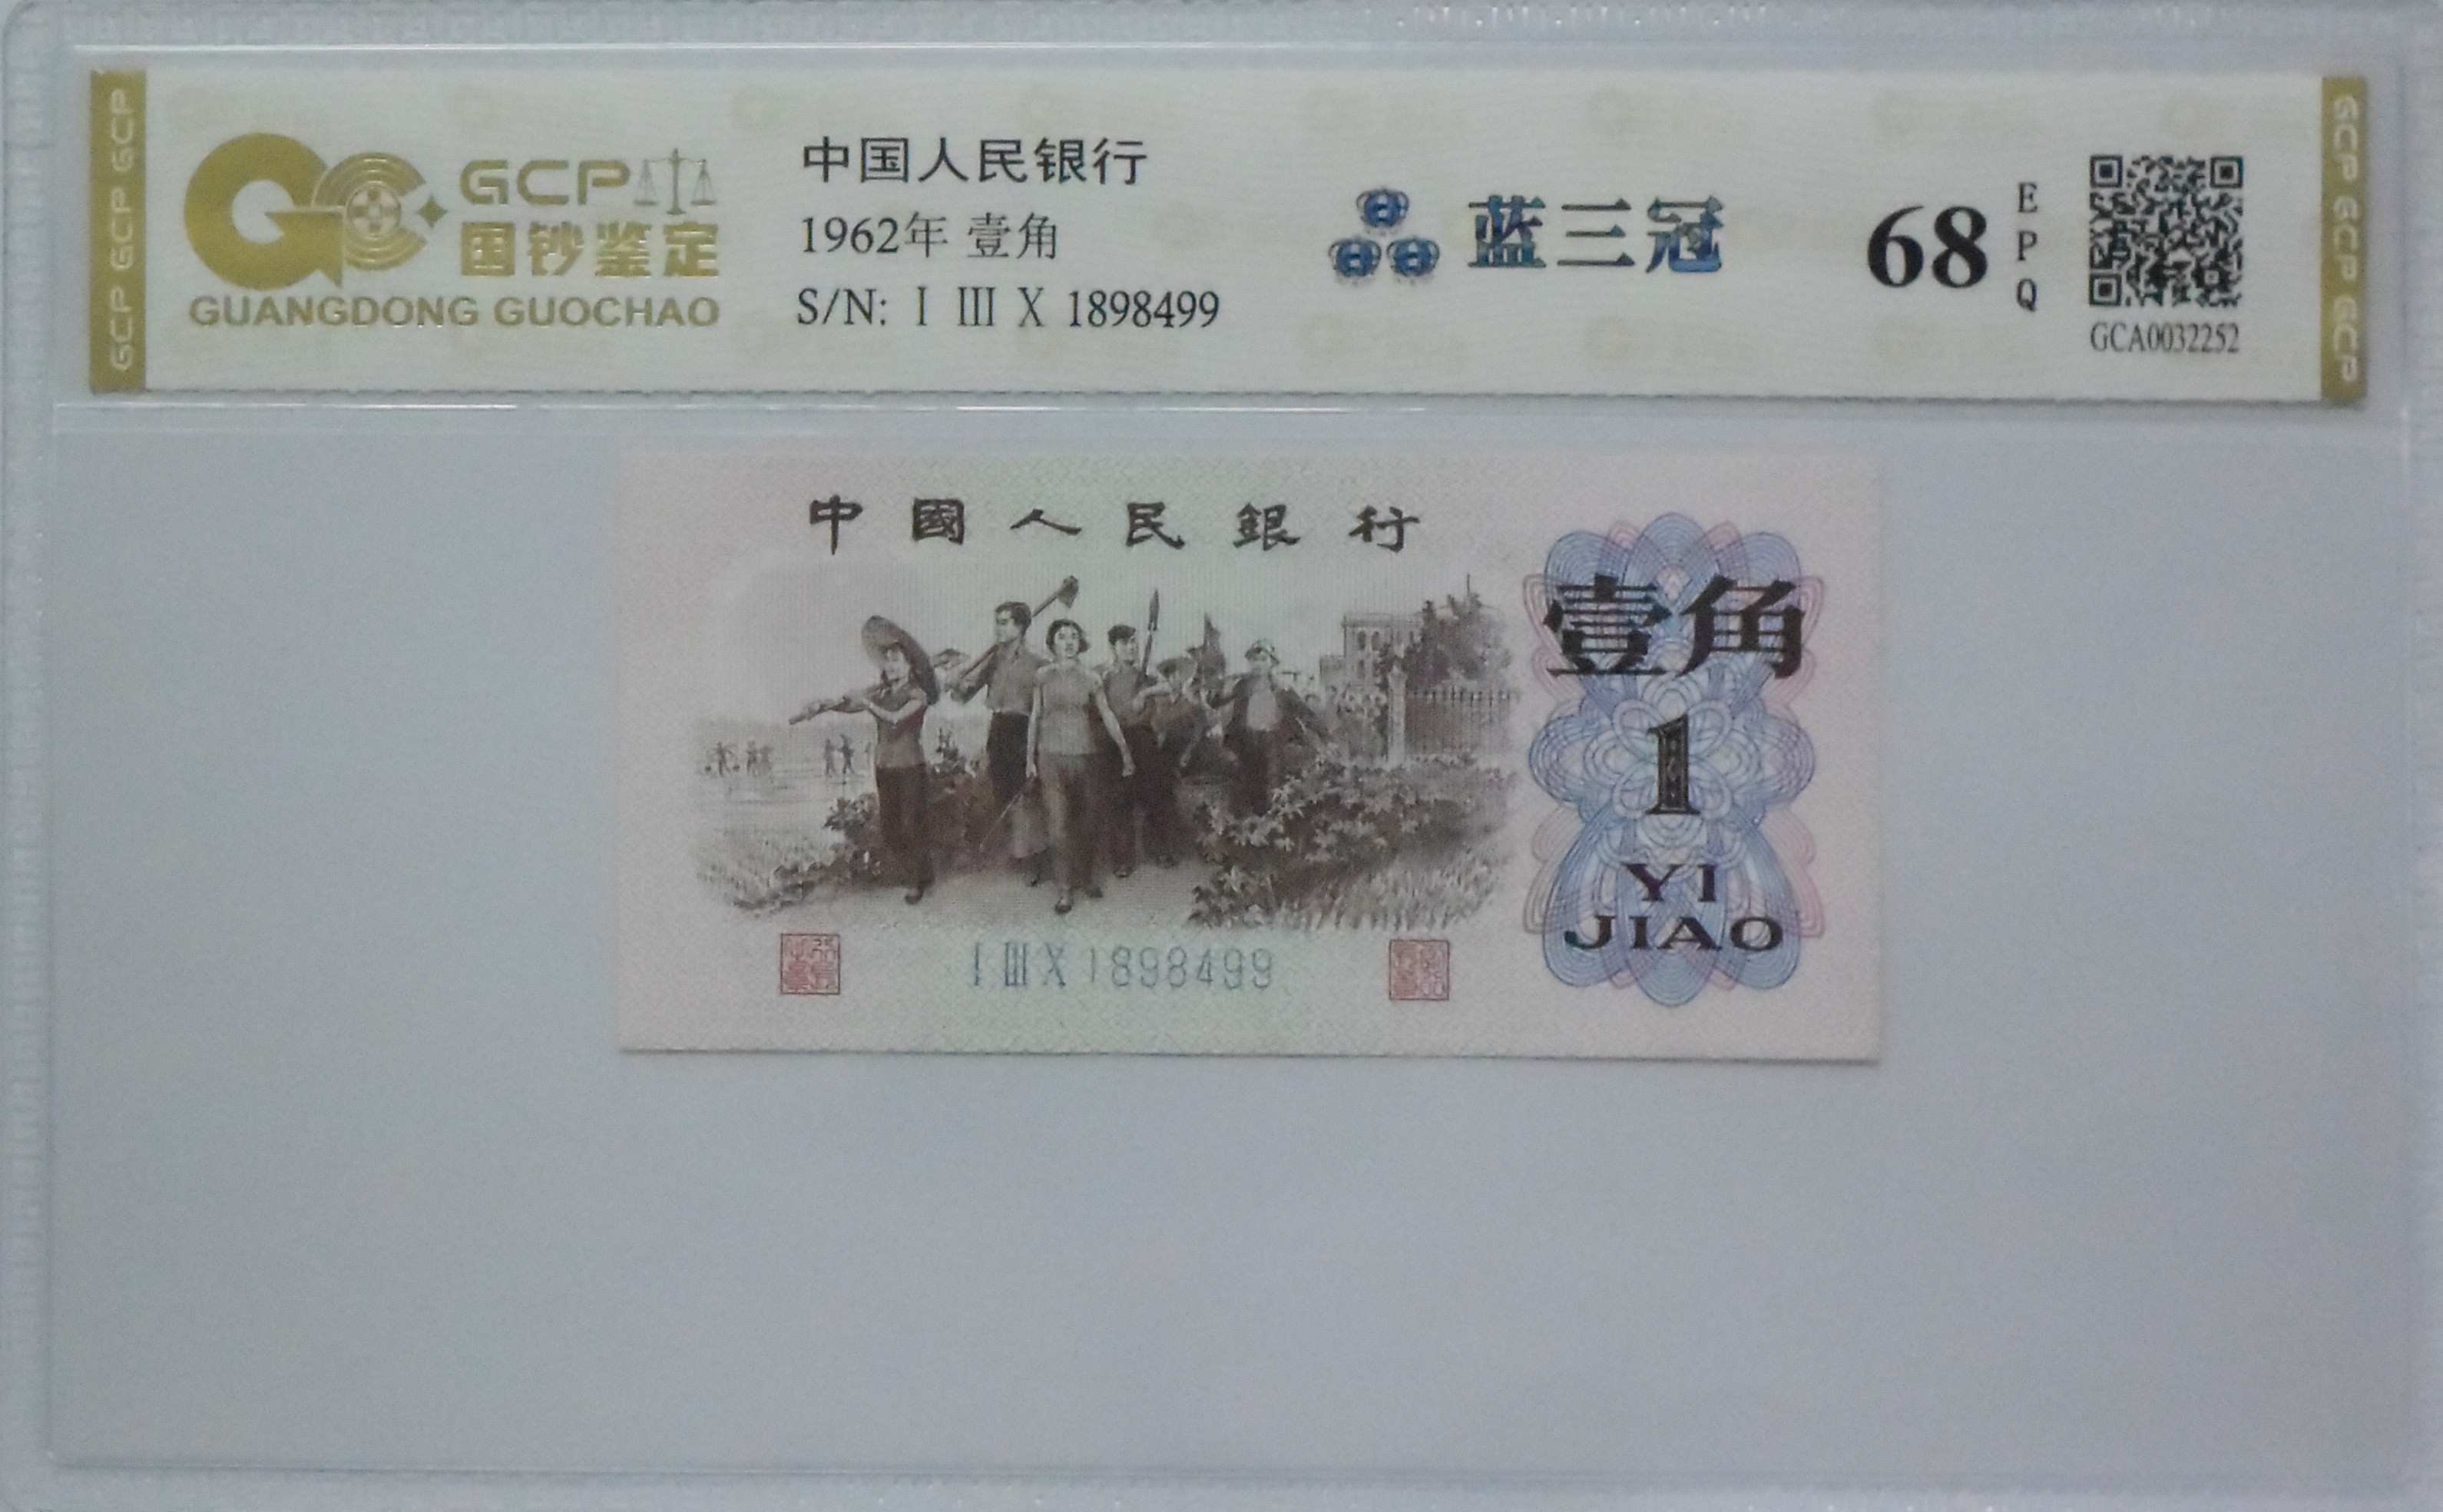 GCP GCP GCP
GCP
国钞鉴定
GUANGDONG GUOCHAO
中国人民银行
1962年 壹角
S/N: Ⅰ Ⅲ Ⅹ 1898499
蓝三冠
68
EPQ
GCA0032252
GCP GCP GCP
中國人民銀行
壹角
1
YI
JIAO
Ⅰ Ⅲ Ⅹ 1898499